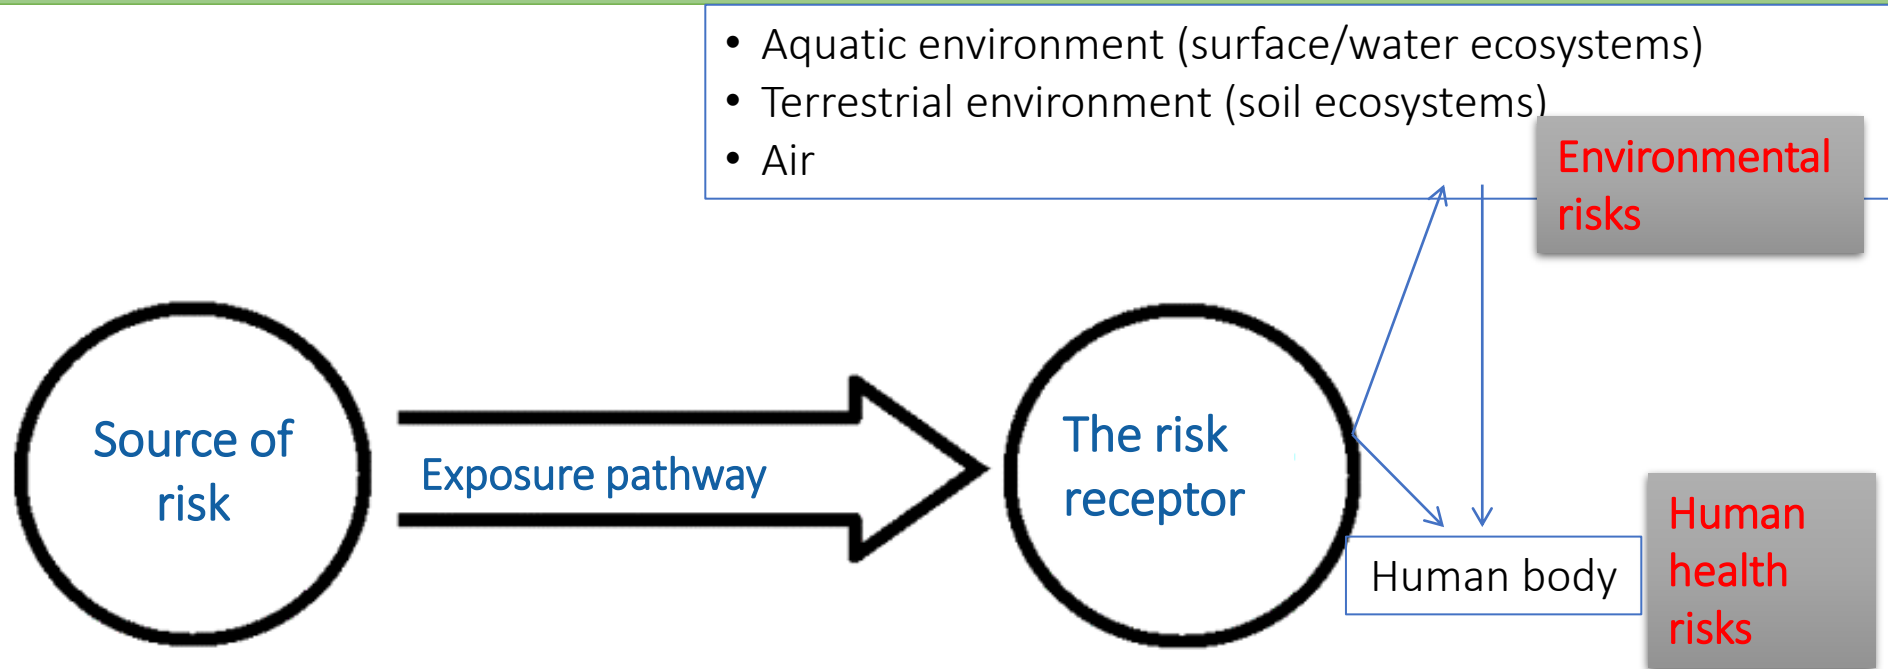 • Aquatic environment (surface/water ecosystems)
• Terrestrial environment (soil ecosystems)
• Air
Environmental
risks
Source of
risk
Exposure pathway
The risk
receptor
Human body
Human
health
risks